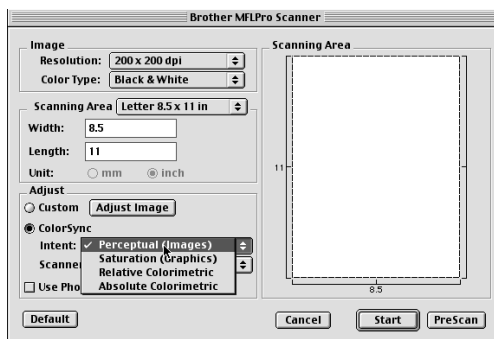 Brother MFLPro Scanner
Image
Resolution: 200 x 200 dpi
Color Type: Black & White
Scanning Area Letter 8.5 x 11 in
Width: 8.5
Length: 11
Unit: mm inch
Adjust
Custom Adjust Image
ColorSync
Intent: ✓ Perceptual (Images)
Saturation (Graphics)
Scanne Relative Colorimetric
Use Pho Absolute Colorimetric
Default
Scanning Area
11
8.5
Cancel Start PreScan